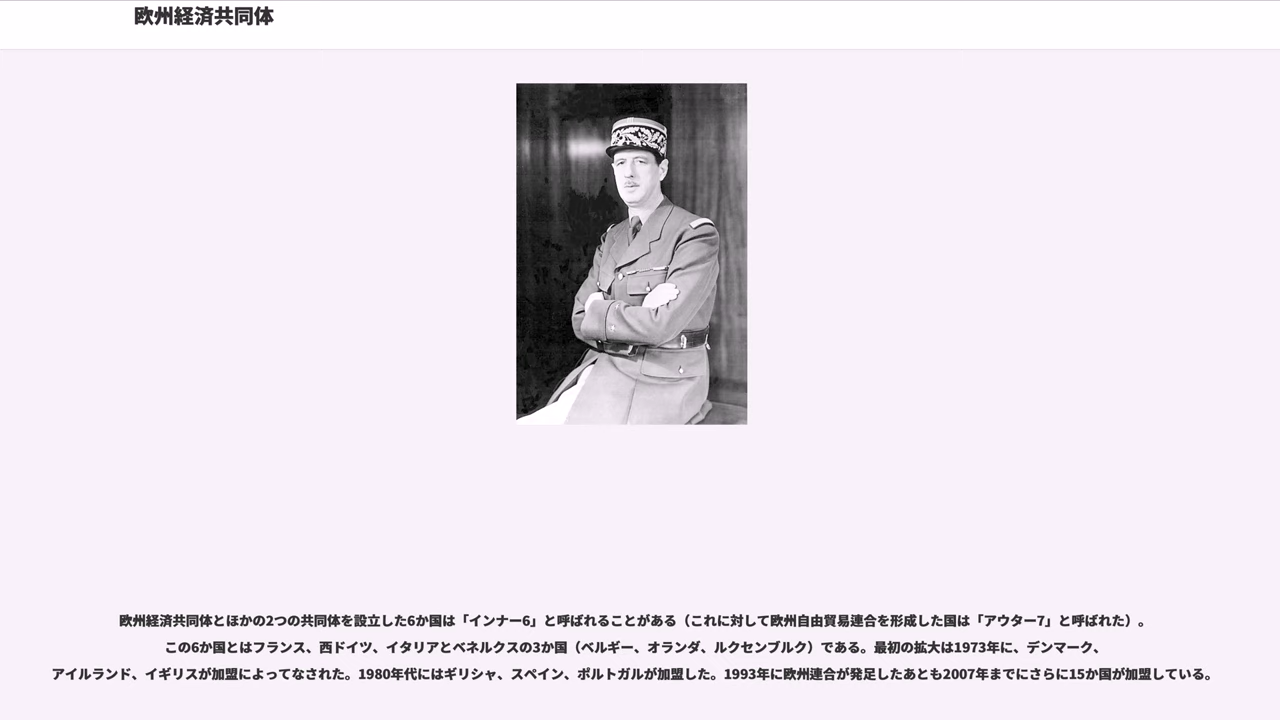 欧州経済共同体
欧州経済共同体とほかの2つの共同体を設立した6か国は「インナー6」と呼ばれることがある（これに対して欧州自由貿易連合を形成した国は「アウター7」と呼ばれた）。
この6か国とはフランス、西ドイツ、イタリアとベネルクスの3か国（ベルギー、オランダ、ルクセンブルク）である。最初の拡大は1973年に、デンマーク、
アイルランド、イギリスが加盟によってなされた。1980年代にはギリシャ、スペイン、ポルトガルが加盟した。1993年に欧州連合が発足したあとも2007年までにさらに15か国が加盟している。